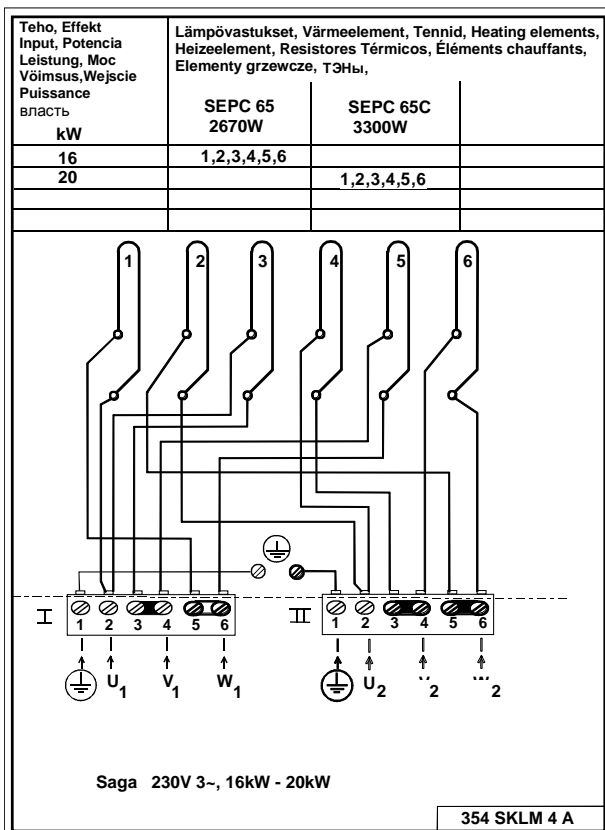 Teho, Effekt
Input, Potencia
Leistung, Moc
Vöimsus,Wejscie
Puissance
власть
kW
Lämpövastukset, Värmeelement, Tennid, Heating elements,
Heizeelement, Resistores Térmicos, Éléments chauffants,
Elementy grzewcze, ТЭНы,
SEPC 65
2670W
SEPC 65C
3300W
16
1,2,3,4,5,6
20
1,2,3,4,5,6
1 2 3 4 5 6
I
1 2 3 4 5 6
II
1 2 3 4 5 6
U1 V1 W1
U2 2 2
Saga 230V 3~, 16kW - 20kW
354 SKLM 4 A